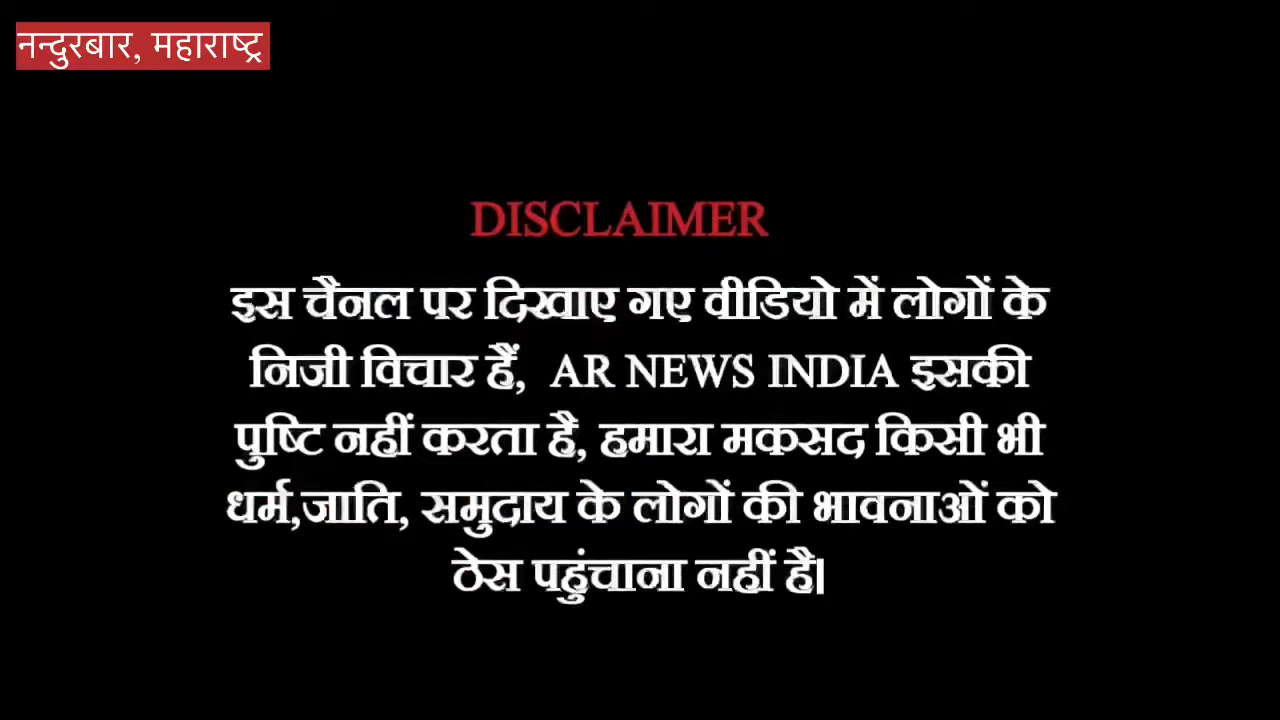 नन्दुरबार, महाराष्ट्र
DISCLAIMER
इस चैनल पर दिखाए गए वीडियो में लोगों के
निजी विचार हैं, AR NEWS INDIA इसकी
पुष्टि नहीं करता है, हमारा मकसद किसी भी
धर्म,जाति, समुदाय के लोगों की भावनाओं को
ठेस पहुंचाना नहीं है।